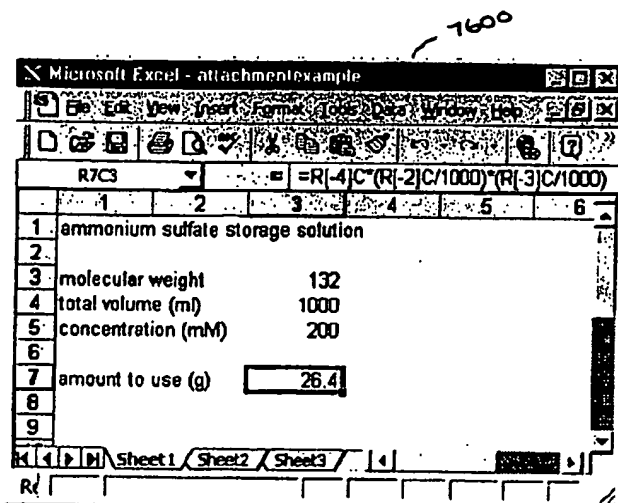 7600
Microsoft Excel - attachmentexample
File Edit View Insert Format Tools Data Window Help
R7C3 = =R[-4]C*(R[-2]C/1000)*(R[-3]C/1000)
1 2 3 4 5 6
1 ammonium sulfate storage solution
2
3 molecular weight 132
4 total volume (ml) 1000
5 concentration (mM) 200
6
7 amount to use (g) 26.4
8
9
Sheet1 Sheet2 Sheet3